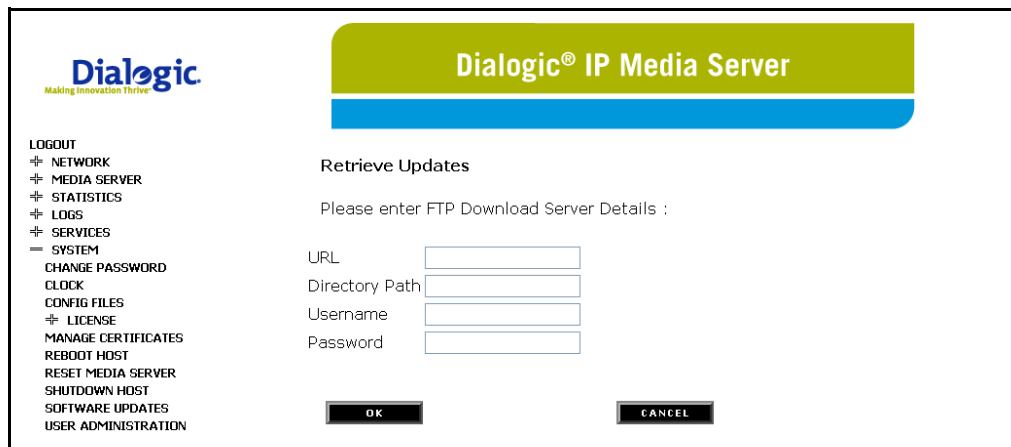 Dialogic.
Making Innovation Thrive™
Dialogic® IP Media Server
LOGOUT
NETWORK
MEDIA SERVER
STATISTICS
LOGS
SERVICES
SYSTEM
CHANGE PASSWORD
CLOCK
CONFIG FILES
LICENSE
MANAGE CERTIFICATES
REBOOT HOST
RESET MEDIA SERVER
SHUTDOWN HOST
SOFTWARE UPDATES
USER ADMINISTRATION
Retrieve Updates
Please enter FTP Download Server Details :
URL
Directory Path
Username
Password
OK
CANCEL